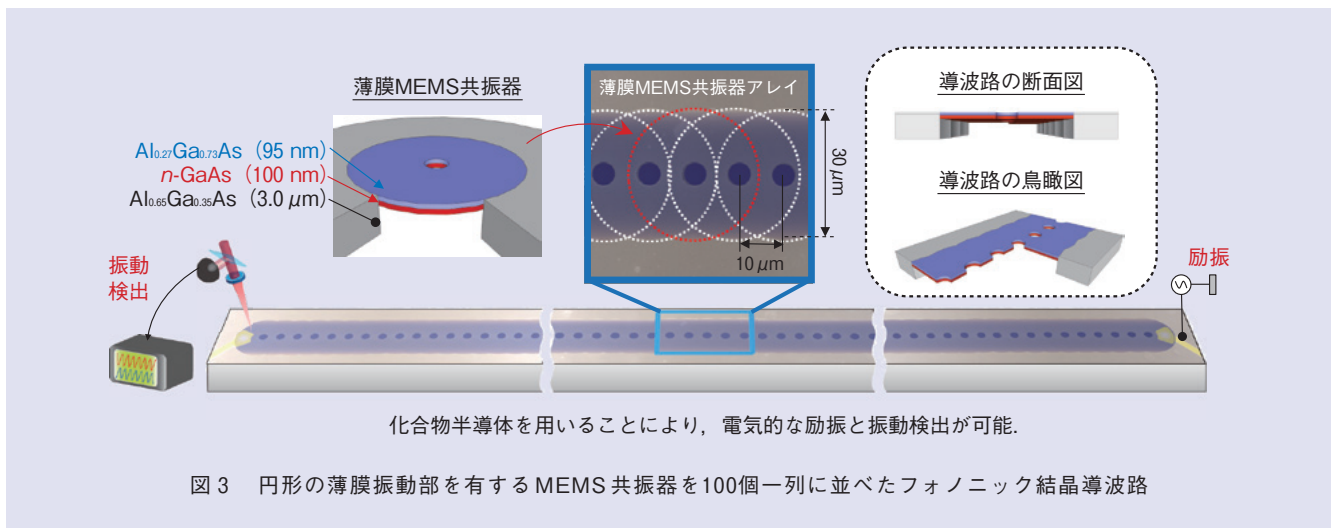 薄膜MEMS共振器
Al0.27Ga0.73As（95 nm）
n-GaAs（100 nm）
Al0.65Ga0.35As（3.0 μm）
薄膜MEMS共振器アレイ
30 μm
10 μm
導波路の断面図
導波路の鳥瞰図
振動
検出
励振
化合物半導体を用いることにより，電気的な励振と振動検出が可能.
図3　円形の薄膜振動部を有するMEMS共振器を100個一列に並べたフォノニック結晶導波路